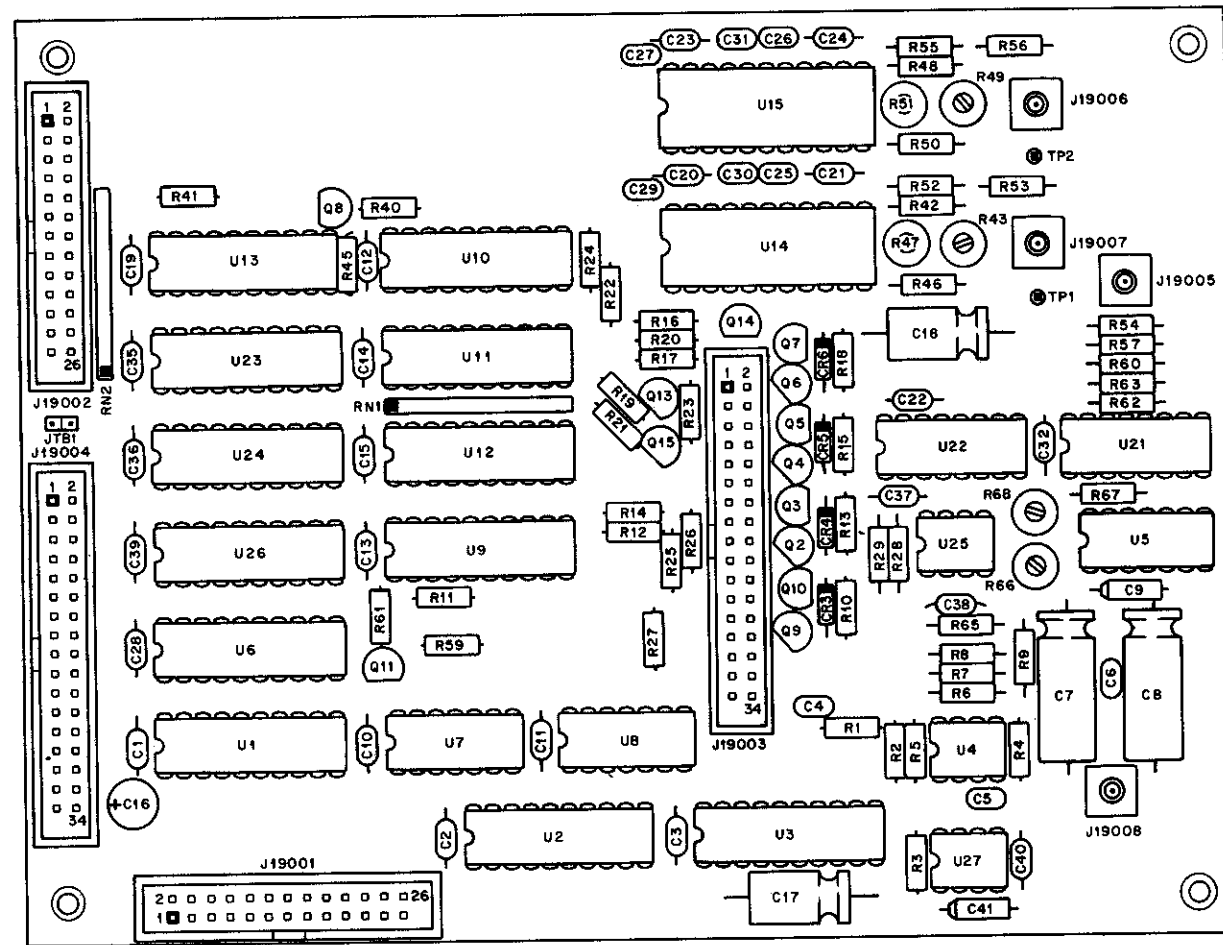 C23 C31 C26 C24
C27
R55 R56
R48
U15
R51
R49
J19006
R50
TP2
1 2
26
J19002
RN2
C20 C30 C25 C21
C29
R52 R53
R42
R41
Q8
R40
U14
R47
R43
J19007
C19
U13
R45
C12
U10
R24
R22
R46
TP1
J19005
C18
Q14
R16
R20
R17
C35
U23
C14
U11
RN1
R19
Q13
R23
R21
Q15
Q7
Q6
Q5
Q4
Q3
Q2
Q10
Q9
CR6
R18
CR5
R15
CR4
R13
CR3
R10
R54
R57
R60
R63
R62
C22
U22
C32
U21
JTB1
J19004
1 2
34
C36
U24
C15
U12
C37
R68
R67
R14
R12
R25
R26
1 2
34
J19003
R29
R28
U25
U5
R66
C39
U26
C13
U9
R11
R61
R59
R27
Q11
C28
U6
C9
C38
R65
R8
R7
R6
R9
C7
C6
C8
C4
R1
C1
U1
C10
U7
C11
U8
R2
R5
U4
R4
C5
J19008
+C16
C2
U2
C3
U3
R3
U27
C40
C17
C41
J19001
2 26
1